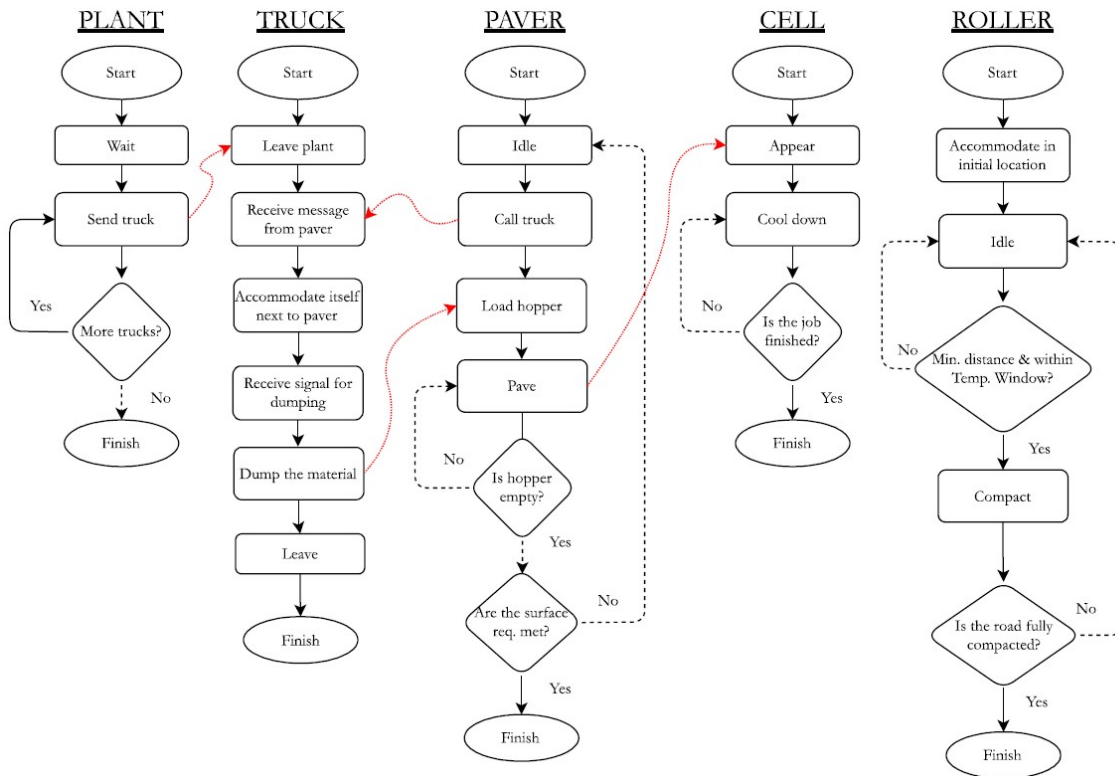 PLANT
Start
Wait
Send truck
Yes
More trucks?
No
Finish
TRUCK
Start
Leave plant
Receive message
from paver
Accommodate itself
next to paver
Receive signal for
dumping
Dump the material
Leave
Finish
PAVER
Start
Idle
Call truck
Load hopper
Pave
No
Is hopper
empty?
Yes
Are the surface
req. met?
No
Yes
Finish
CELL
Start
Appear
Cool down
No
Is the job
finished?
Yes
Finish
ROLLER
Start
Accommodate in
initial location
Idle
No
Min. distance & within
Temp. Window?
Yes
Compact
Is the road fully
compacted?
No
Yes
Finish